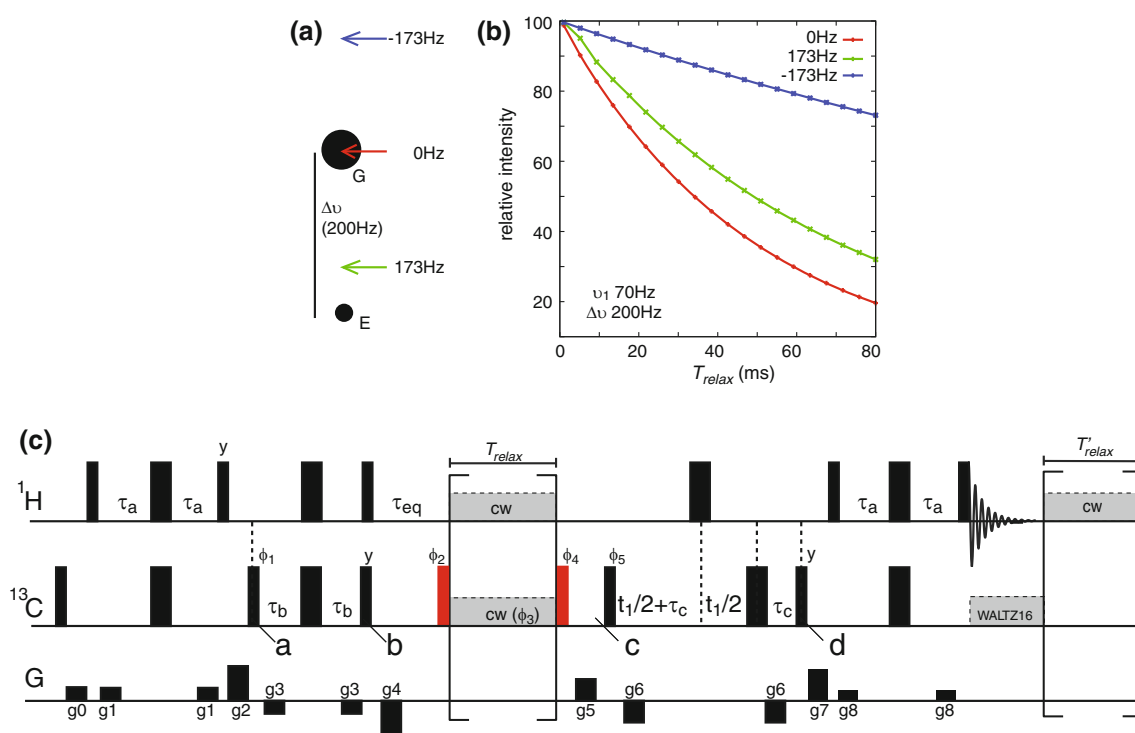 (a)
-173Hz
0Hz
G
Δυ
(200Hz)
173Hz
E
(b)
100
80
60
40
20
relative intensity
0Hz
173Hz
-173Hz
υ1 70Hz
Δυ 200Hz
0 20 40 60 80
Trelax (ms)
(c)
Trelax
T'relax
y
1H
τa τa τeq cw τa τa cw
ϕ1 y ϕ2 ϕ4 ϕ5 y
13C
τb τb cw (ϕ3) t1/2+τc t1/2 τc WALTZ16
a b c d
G
g3 g3 g4 g6 g6
g0 g1 g1 g2 g5 g7 g8 g8